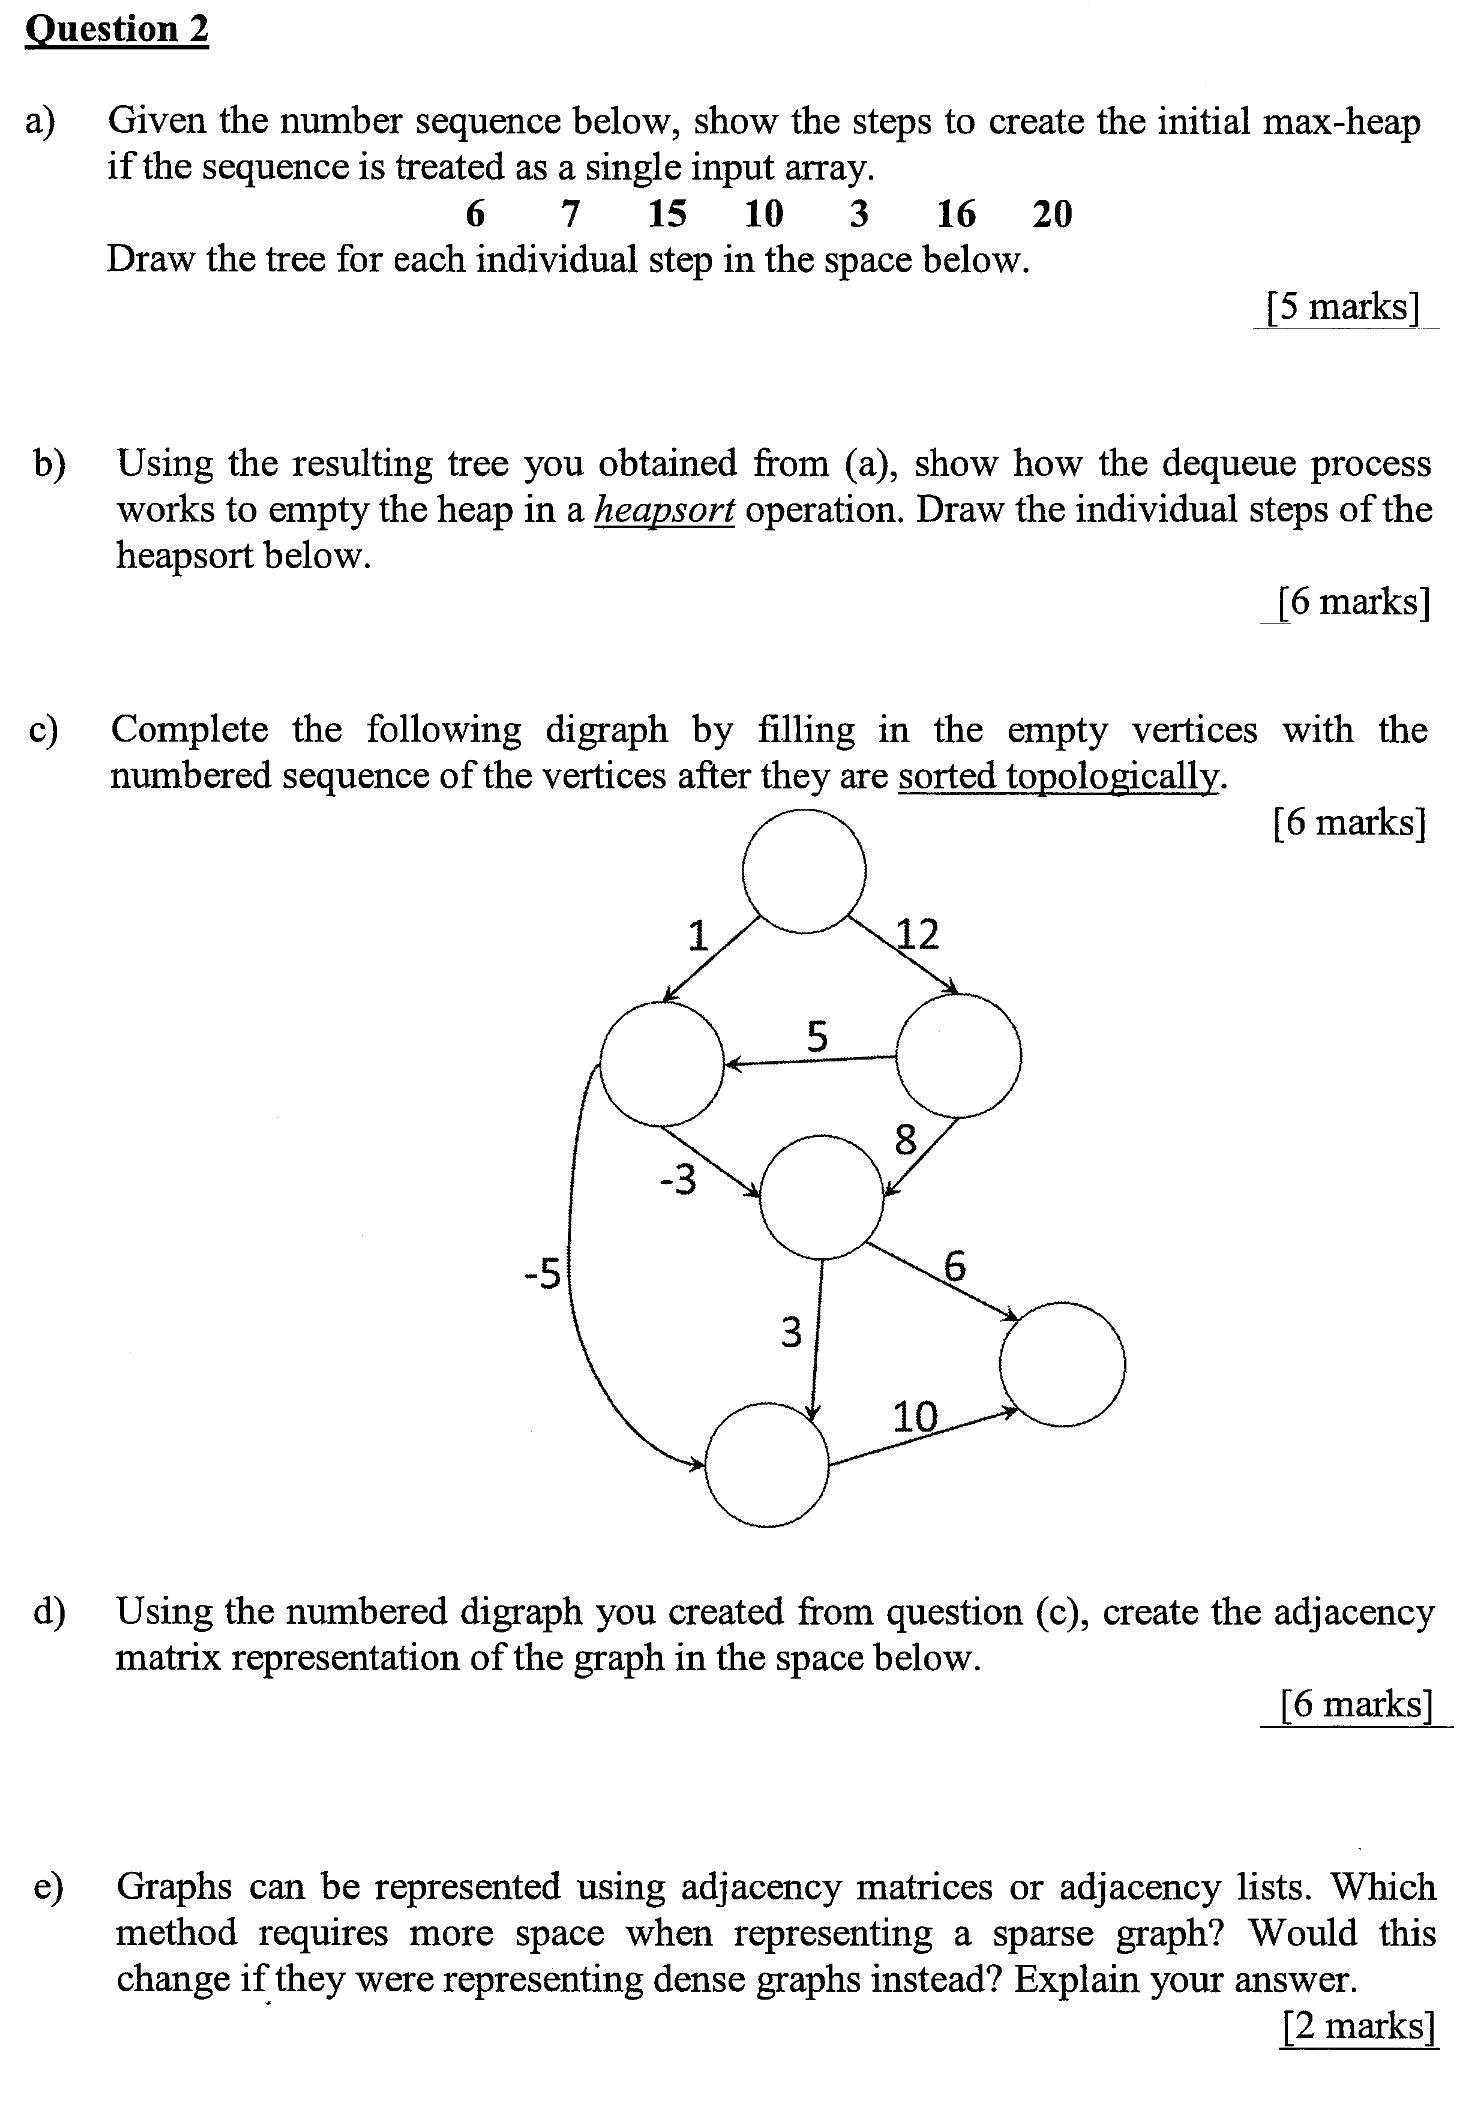 Question 2
a) Given the number sequence below, show the steps to create the initial max-heap
if the sequence is treated as a single input array.
6 7 15 10 3 16 20
Draw the tree for each individual step in the space below.
[5 marks]
b) Using the resulting tree you obtained from (a), show how the dequeue process
works to empty the heap in a heapsort operation. Draw the individual steps of the
heapsort below.
[6 marks]
c) Complete the following digraph by filling in the empty vertices with the
numbered sequence of the vertices after they are sorted topologically.
[6 marks]
1 12
5
8
-3
-5
6
3
10
d) Using the numbered digraph you created from question (c), create the adjacency
matrix representation of the graph in the space below.
[6 marks]
e) Graphs can be represented using adjacency matrices or adjacency lists. Which
method requires more space when representing a sparse graph? Would this
change if they were representing dense graphs instead? Explain your answer.
[2 marks]